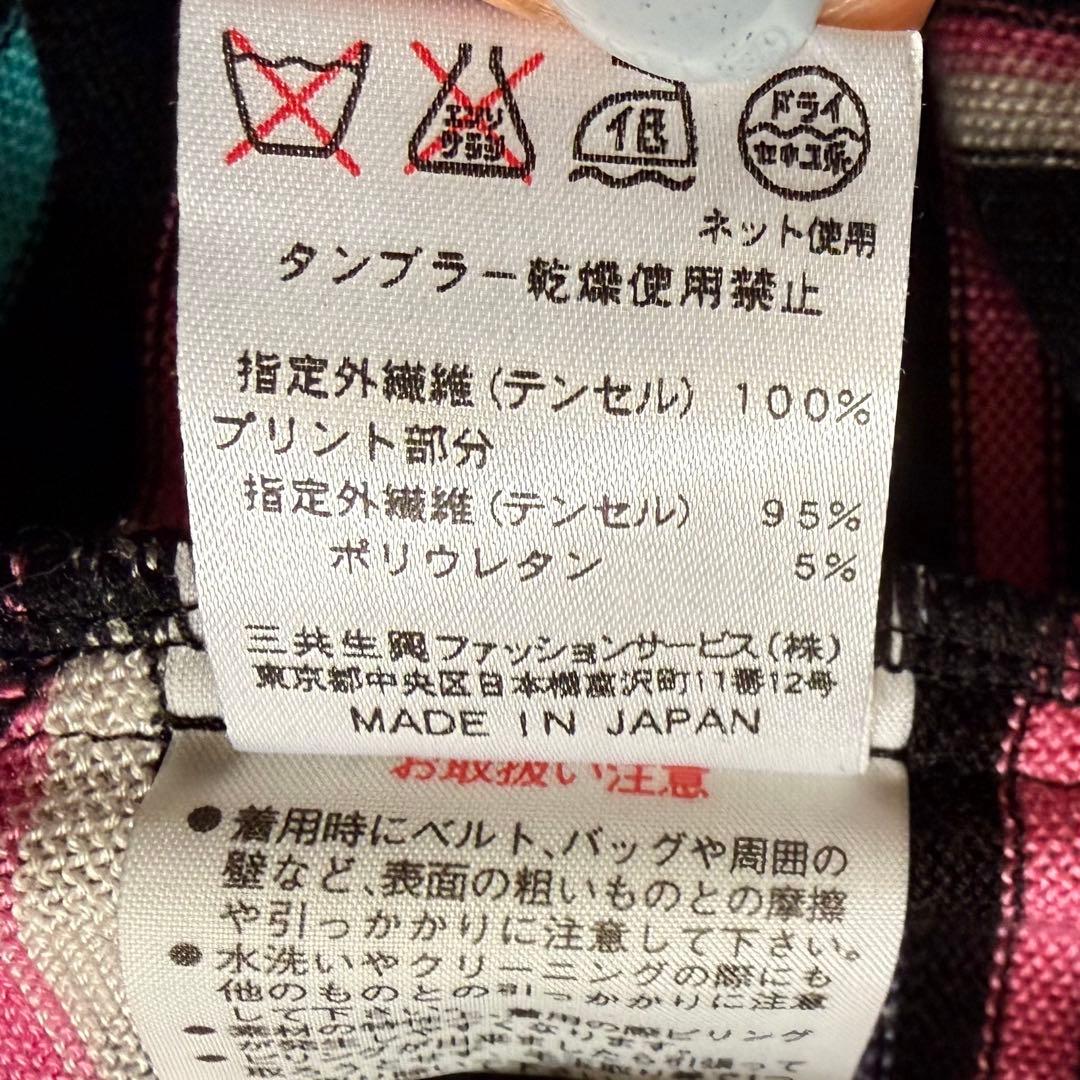 エンソ
サラシ
低
ドライ
セキユ系
ネット使用
タンブラー乾燥使用禁止
指定外繊維(テンセル) 100%
プリント部分
指定外繊維(テンセル) 95%
ポリウレタン 5%
三共生興ファッションサービス(株)
東京都中央区日本橋富沢町11番12号
MADE IN JAPAN
お取扱い注意
●着用時にベルト、バッグや周囲の
壁など、表面の粗いものとの摩擦
や引っかかりに注意して下さい。
●水洗いやクリーニングの際にも
他のものとの引っかかりに注意
して下さい。